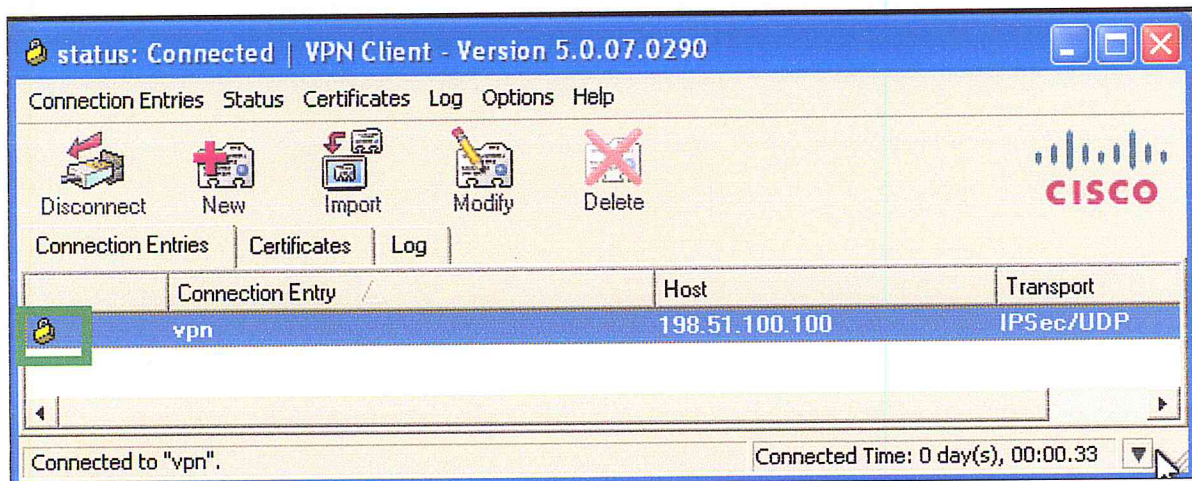 status: Connected | VPN Client - Version 5.0.07.0290
Connection Entries Status Certificates Log Options Help
Disconnect New Import Modify Delete
CISCO
Connection Entries Certificates Log
Connection Entry Host Transport
vpn 198.51.100.100 IPSec/UDP
Connected to "vpn". Connected Time: 0 day(s), 00:00.33